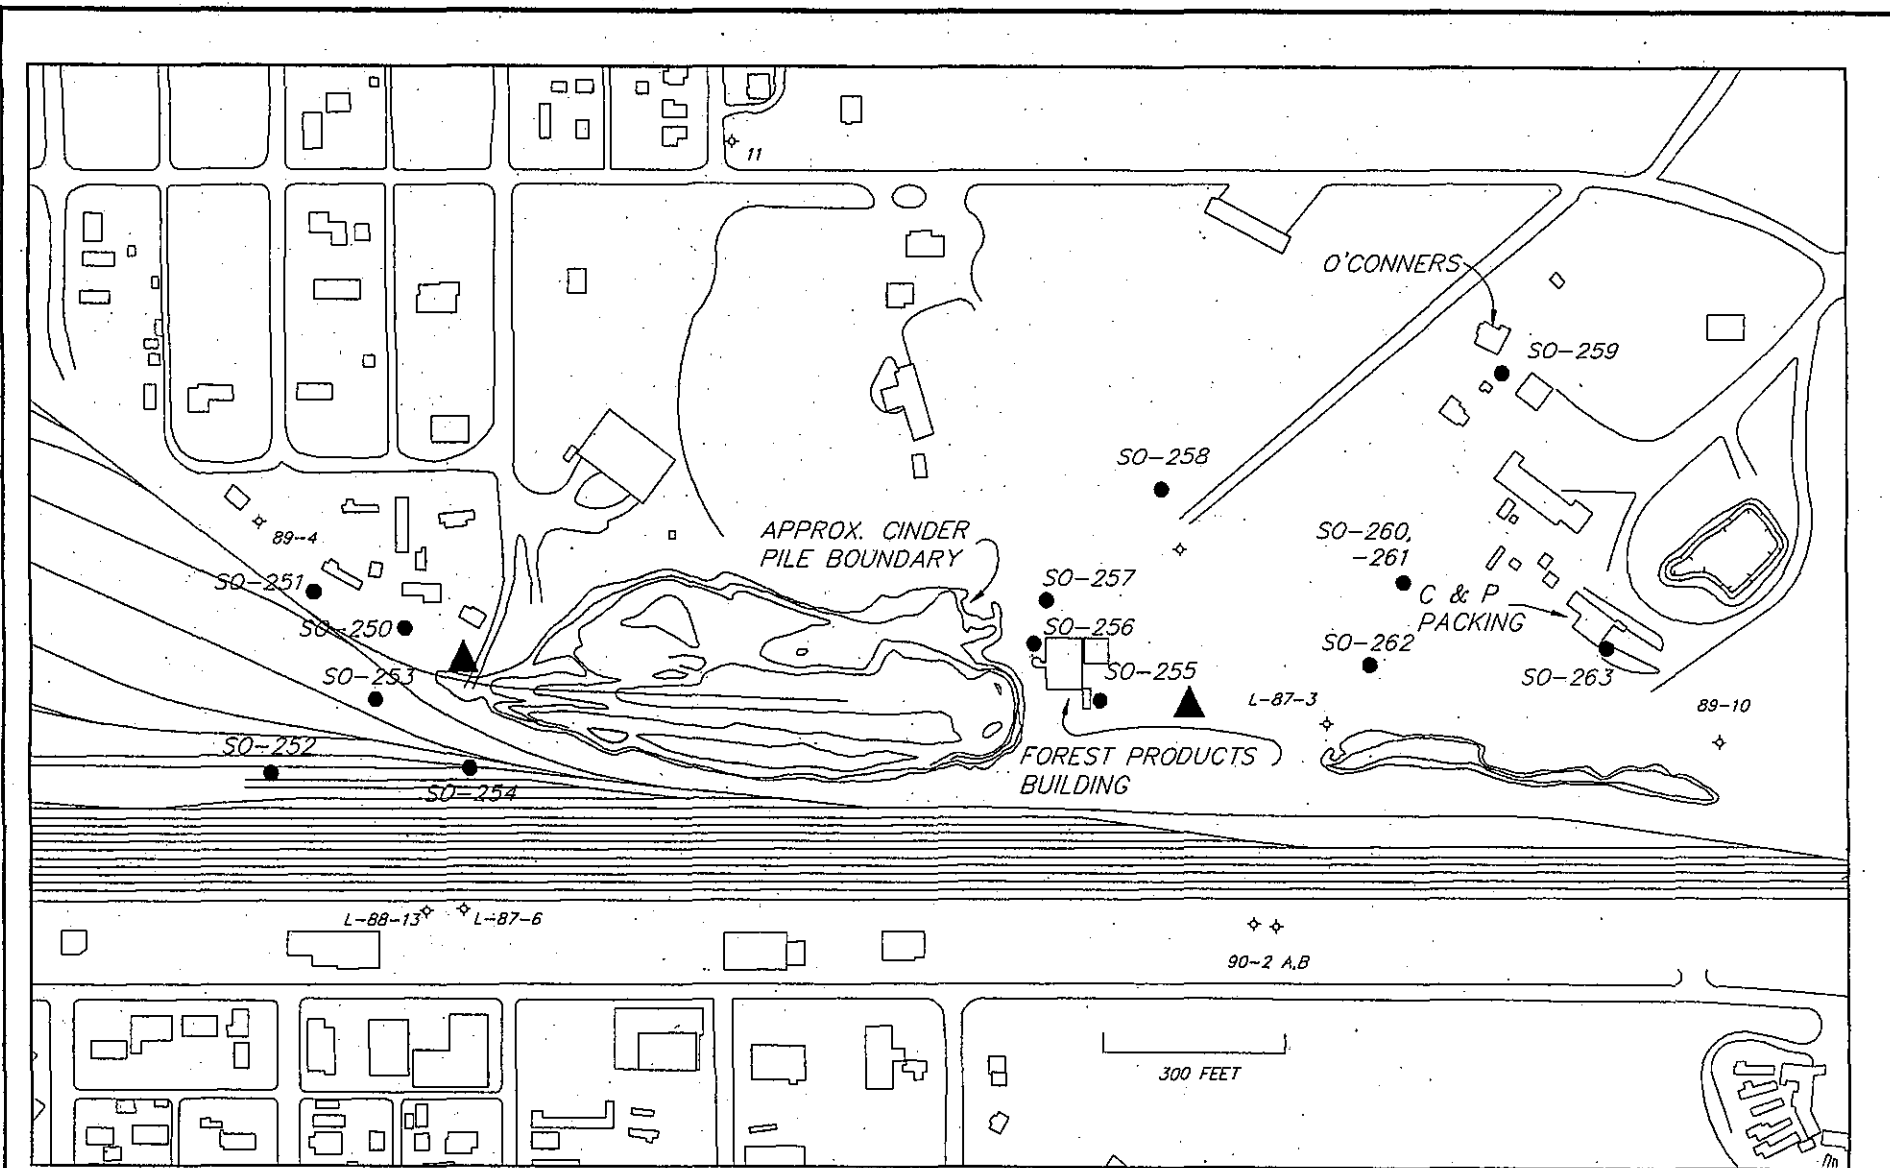 11
O'CONNERS
SO-259
SO-258
APPROX. CINDER
PILE BOUNDARY
SO-260,
-261
89-4
SO-251
SO-257
C & P
PACKING
SO-250
SO-256
SO-262
SO-253
SO-255
SO-263
L-87-3
89-10
SO-252
FOREST PRODUCTS
BUILDING
SO-254
L-88-13
L-87-6
90-2 A,B
300 FEET